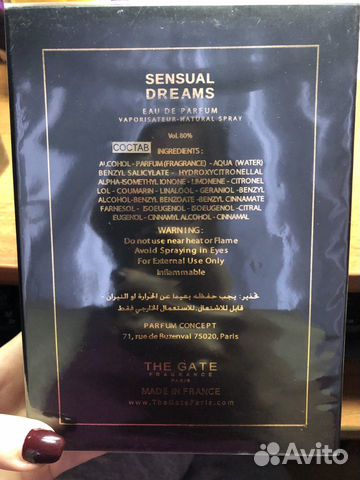 SENSUAL
DREAMS
EAU DE PARFUM
VAPORISATEUR-NATURAL SPRAY
Vol.80%
СОСТАВ
INGREDIENTS:
ALCOHOL - PARFUM (FRAGRANCE) - AQUA (WATER)
BENZYL SALICYLATE - HYDROXYCITRONELLAL
ALPHA-ISOMETHYL IONONE - LIMONENE - CITRONEL
LOL - COUMARIN - LINALOOL - GERANIOL -BENZYL
ALCOHOL-BENZYL BENZOATE -BENZYL CINNAMATE
FARNESOL - ISOEUGENOL - ISOEUGENOL -CITRAL
EUGENOL - CINNAMYL ALCOHOL - CINNAMAL
WARNING:
Do not use near heat or Flame
Avoid Spraying in Eyes
For External Use Only
Inflammable
تحذير: يجب حفظه بعيدا عن الحرارة او النيران -
قابل للاشتعال للاستعمال الخارجي فقط
PARFUM CONCEPT
71, rue de Buzenval 75020, Paris
THE GATE
FRAGRANCE
PARIS
MADE IN FRANCE
www.TheGateParis.com
Avito